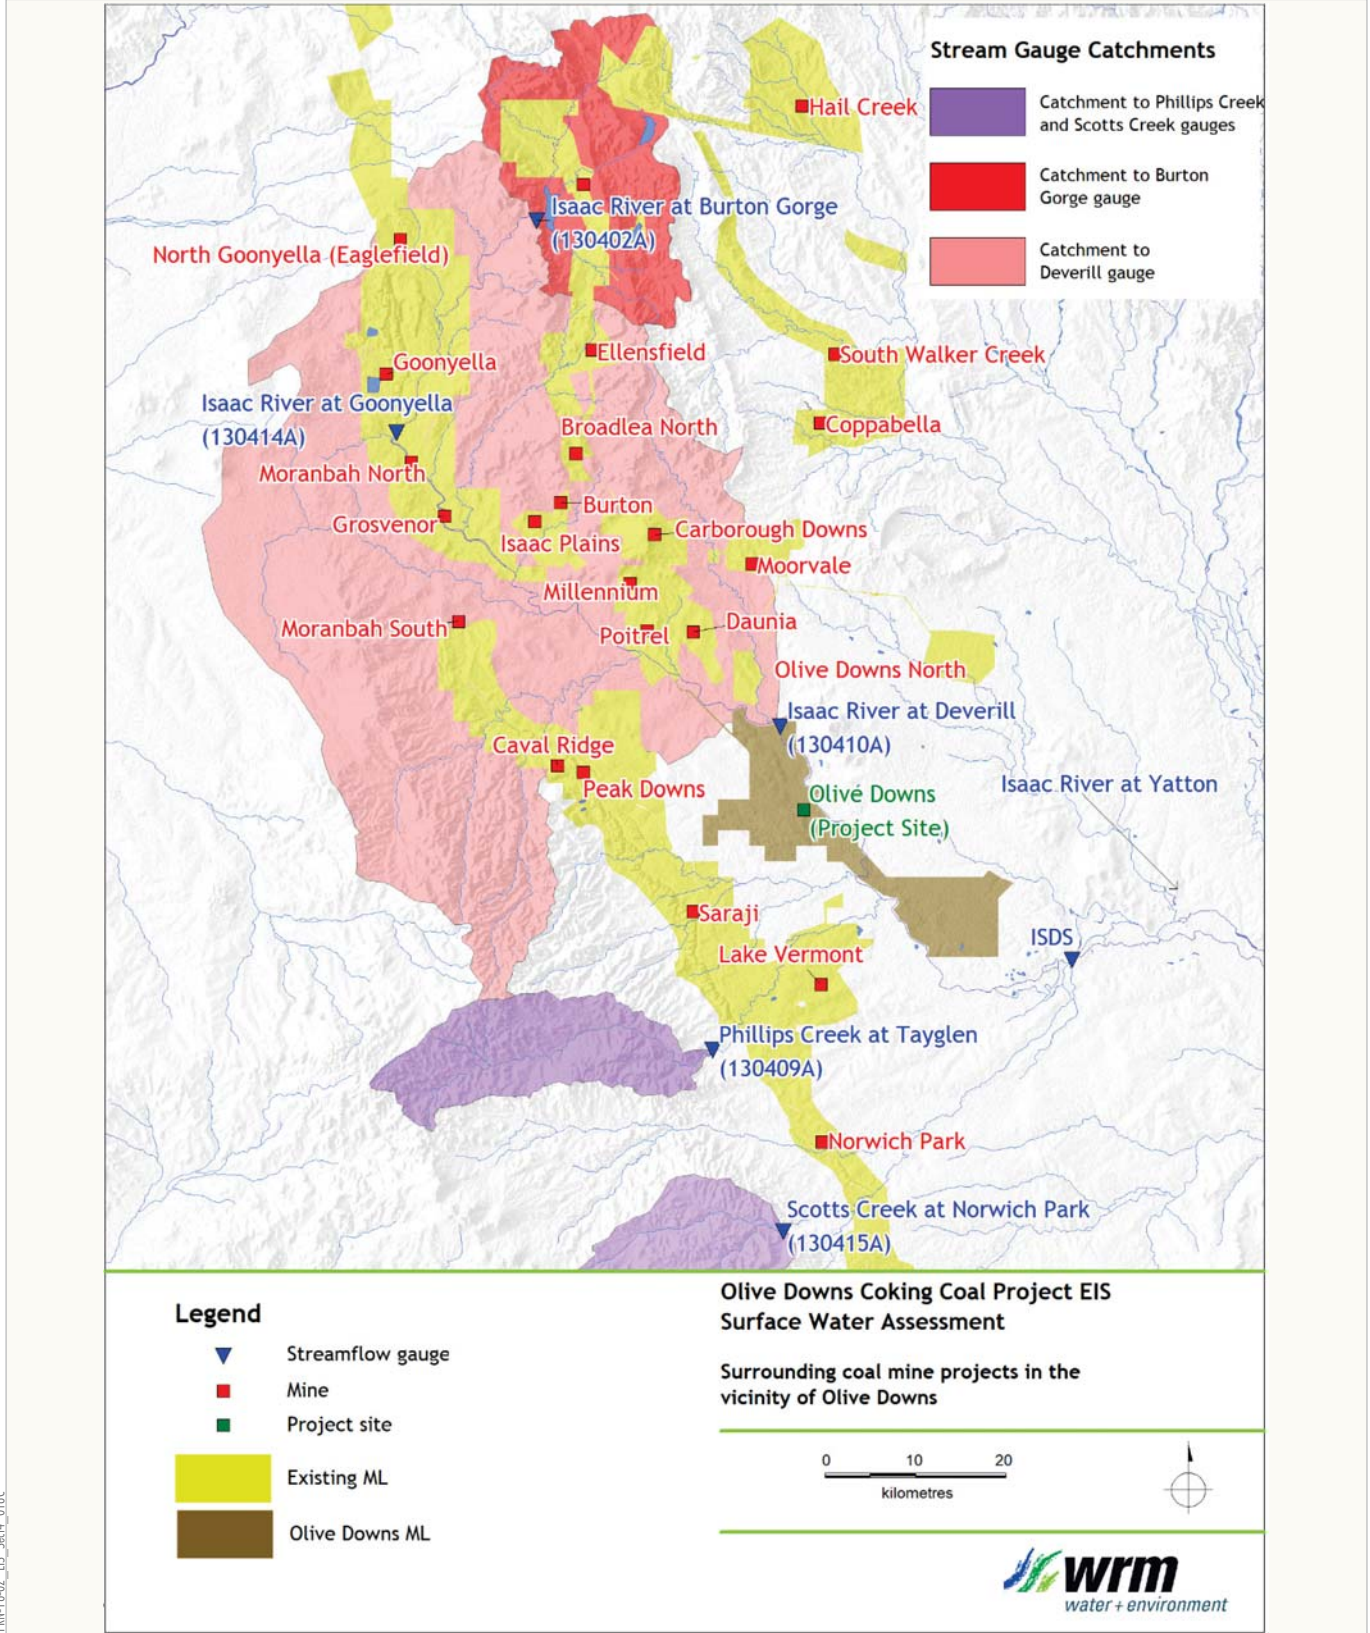 Stream Gauge Catchments
Catchment to Phillips Creek
and Scotts Creek gauges
Catchment to Burton
Gorge gauge
Catchment to
Deverill gauge
Hail Creek
Isaac River at Burton Gorge
(130402A)
North Goonyella (Eaglefield)
Ellensfield
South Walker Creek
Goonyella
Isaac River at Goonyella
(130414A)
Broadlea North
Coppabella
Moranbah North
Burton
Grosvenor
Isaac Plains
Carborough Downs
Moorvale
Millennium
Moranbah South
Poitrel
Daunia
Olive Downs North
Isaac River at Deverill
(130410A)
Caval Ridge
Peak Downs
Isaac River at Yatton
Olive Downs
(Project Site)
Saraji
ISDS
Lake Vermont
Phillips Creek at Tayglen
(130409A)
Norwich Park
Scotts Creek at Norwich Park
(130415A)
Legend
Streamflow gauge
Mine
Project site
Existing ML
Olive Downs ML
Olive Downs Coking Coal Project EIS
Surface Water Assessment
Surrounding coal mine projects in the
vicinity of Olive Downs
0 10 20
kilometres
wrm
water + environment